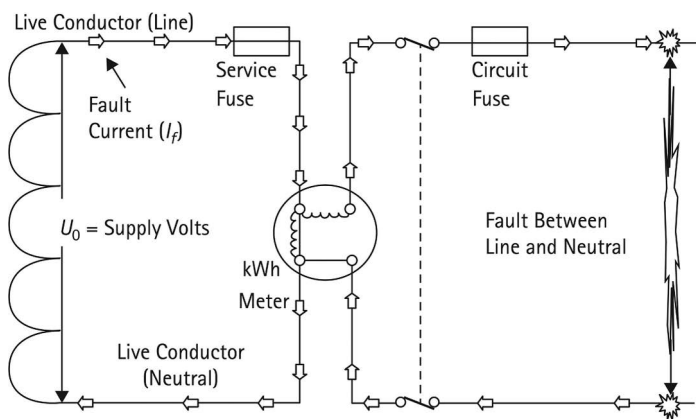 Live Conductor (Line)
Service
Fuse
Circuit
Fuse
Fault
Current (If)
U0 = Supply Volts
Fault Between
Line and Neutral
kWh
Meter
Live Conductor
(Neutral)